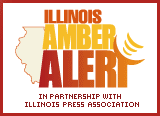 ILLINOIS
AMBER
ALERT
IN PARTNERSHIP WITH
ILLINOIS PRESS ASSOCIATION